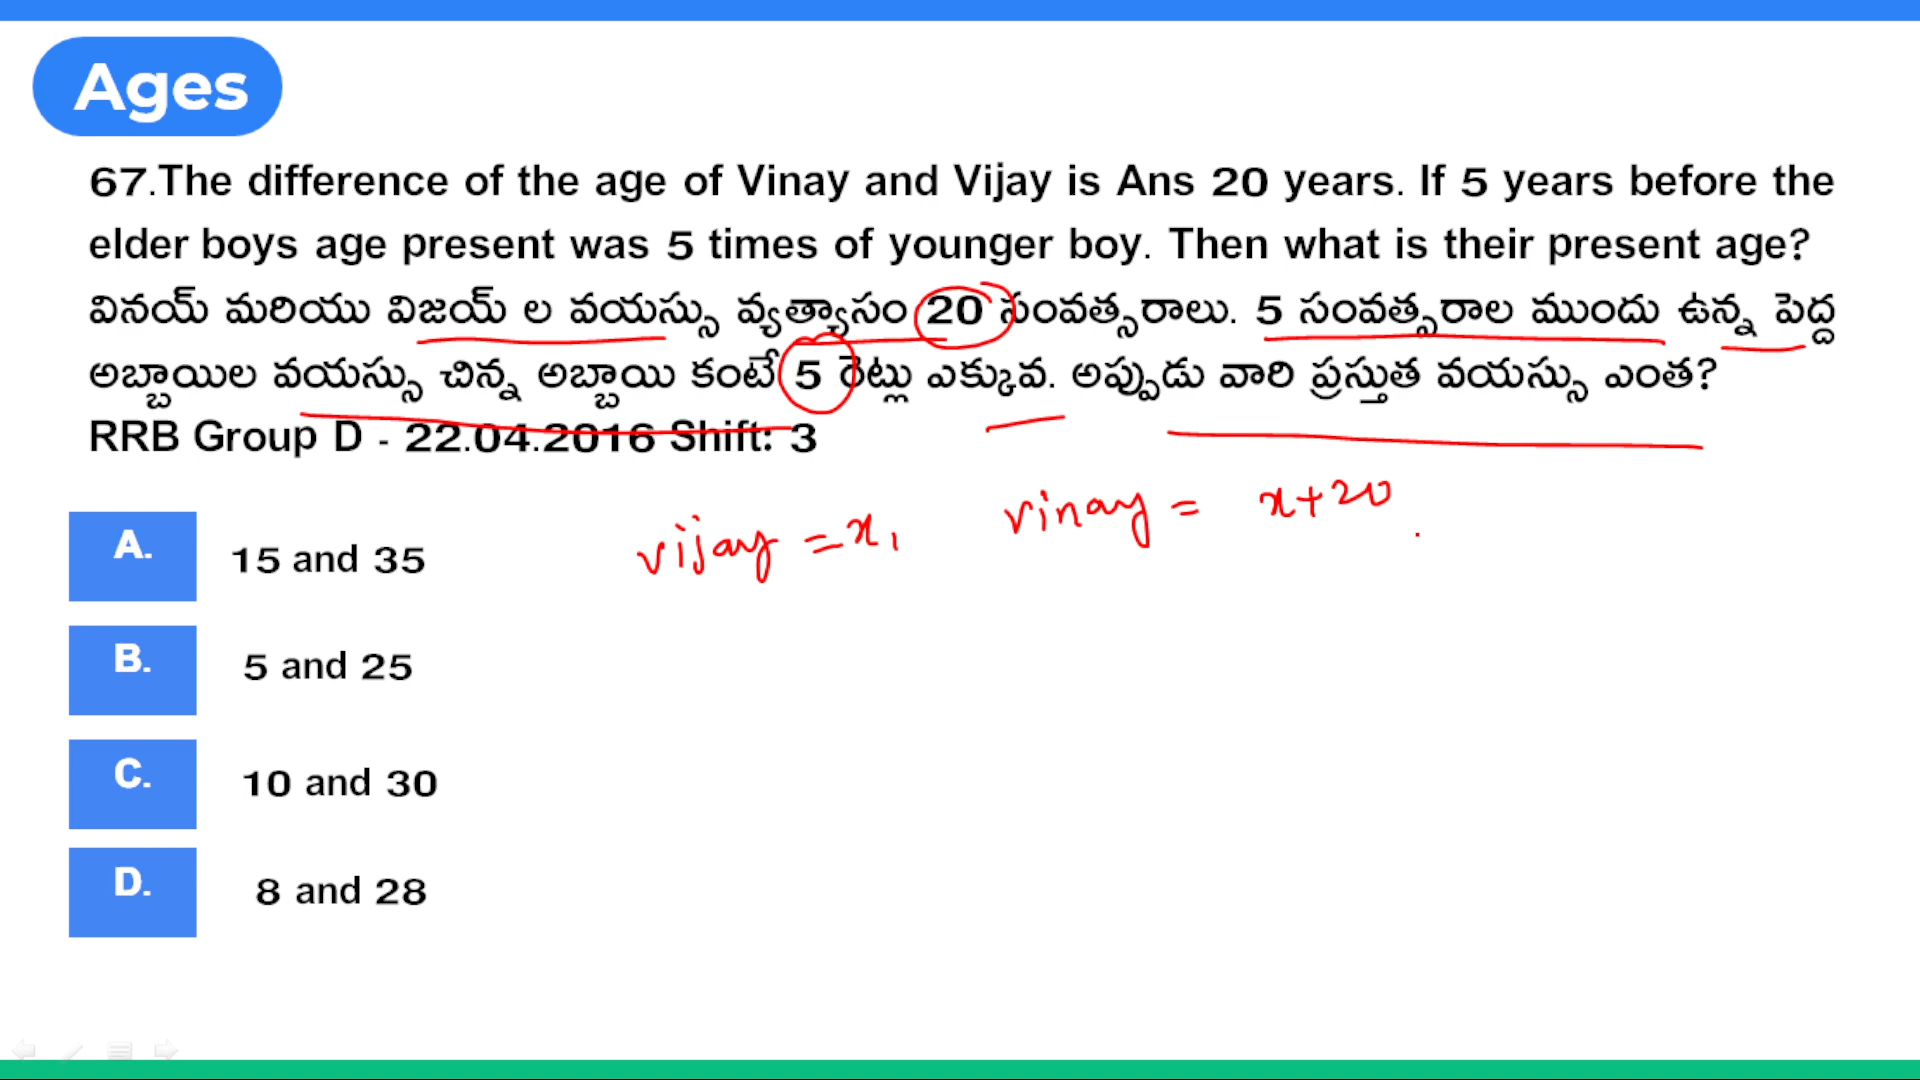 Ages
67.The difference of the age of Vinay and Vijay is Ans 20 years. If 5 years before the
elder boys age present was 5 times of younger boy. Then what is their present age?
వినయ్ మరియు విజయ్ ల వయస్సు వ్యత్యాసం 20 సంవత్సరాలు. 5 సంవత్సరాల ముందు ఉన్న పెద్ద
అబ్బాయిల వయస్సు చిన్న అబ్బాయి కంటే 5 రెట్లు ఎక్కువ. అప్పుడు వారి ప్రస్తుత వయస్సు ఎంత?
RRB Group D - 22.04.2016 Shift: 3
vijay = x, vinay = x+20
A. 15 and 35
B. 5 and 25
C. 10 and 30
D. 8 and 28